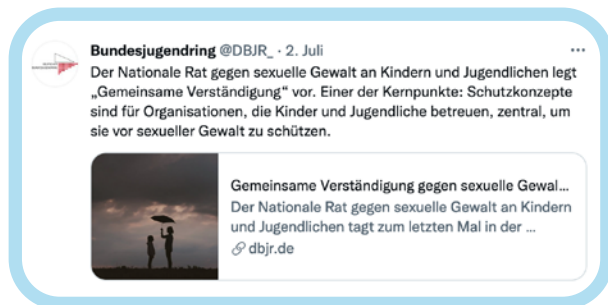 Bundesjugendring @DBJR_ · 2. Juli
Der Nationale Rat gegen sexuelle Gewalt an Kindern und Jugendlichen legt
„Gemeinsame Verständigung“ vor. Einer der Kernpunkte: Schutzkonzepte
sind für Organisationen, die Kinder und Jugendliche betreuen, zentral, um
sie vor sexueller Gewalt zu schützen.
Gemeinsame Verständigung gegen sexuelle Gewal...
Der Nationale Rat gegen sexuelle Gewalt an Kindern
und Jugendlichen tagt zum letzten Mal in der ...
dbjr.de